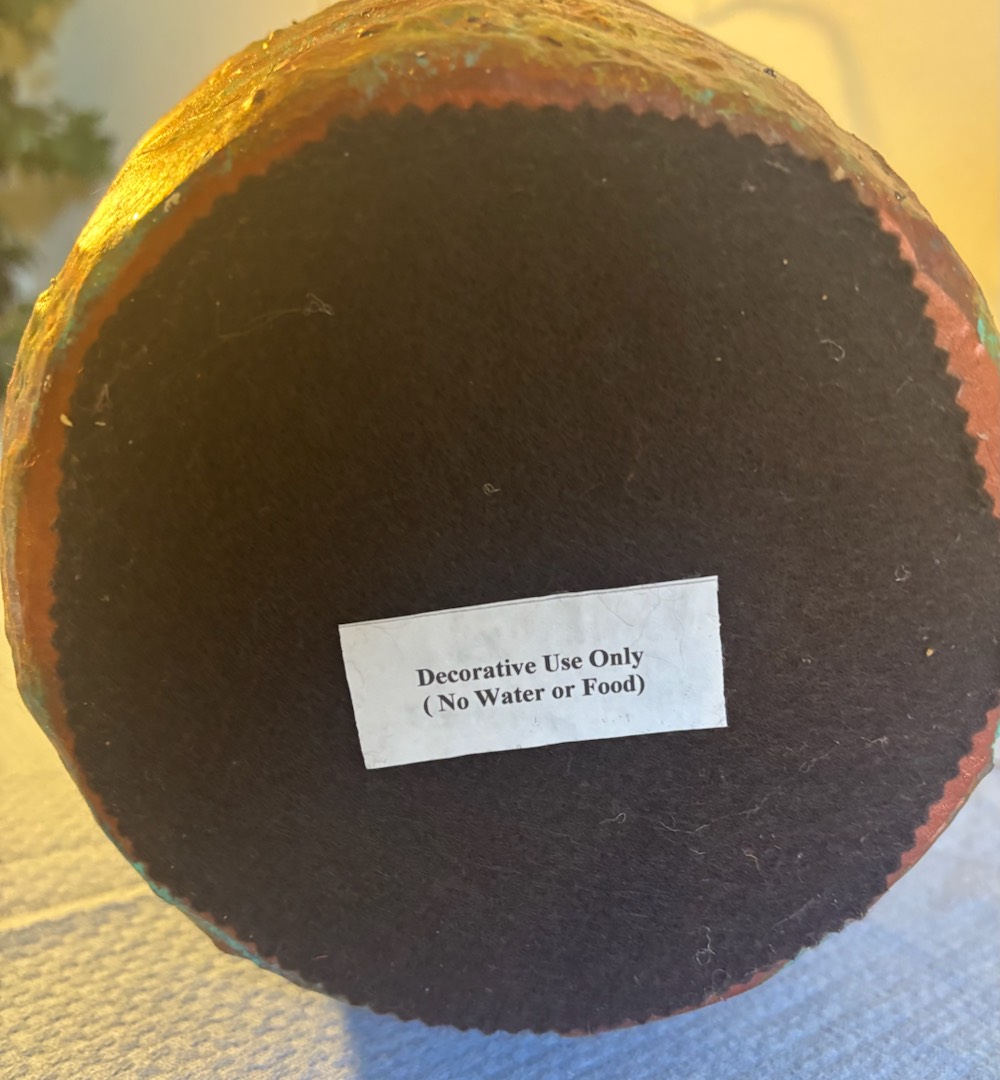 Decorative Use Only
( No Water or Food)